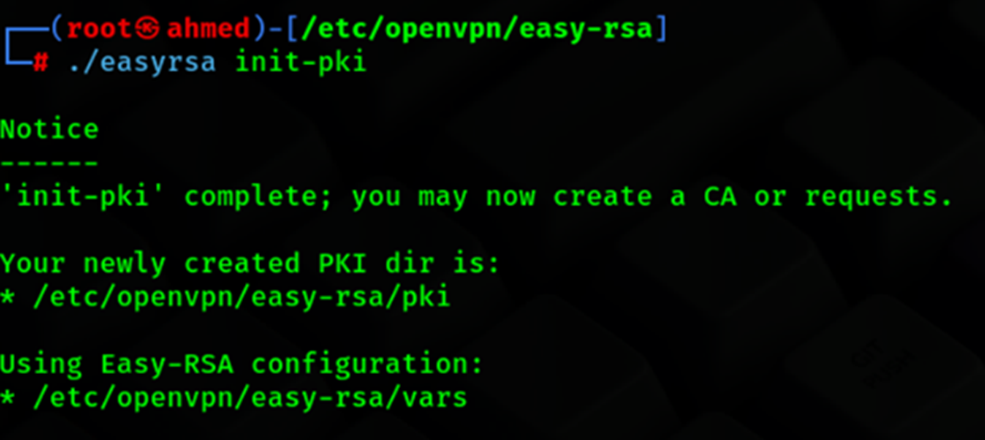 ┌──(root㉿ahmed)-[/etc/openvpn/easy-rsa]
└─# ./easyrsa init-pki
Notice
------
'init-pki' complete; you may now create a CA or requests.
Your newly created PKI dir is:
* /etc/openvpn/easy-rsa/pki
Using Easy-RSA configuration:
* /etc/openvpn/easy-rsa/vars